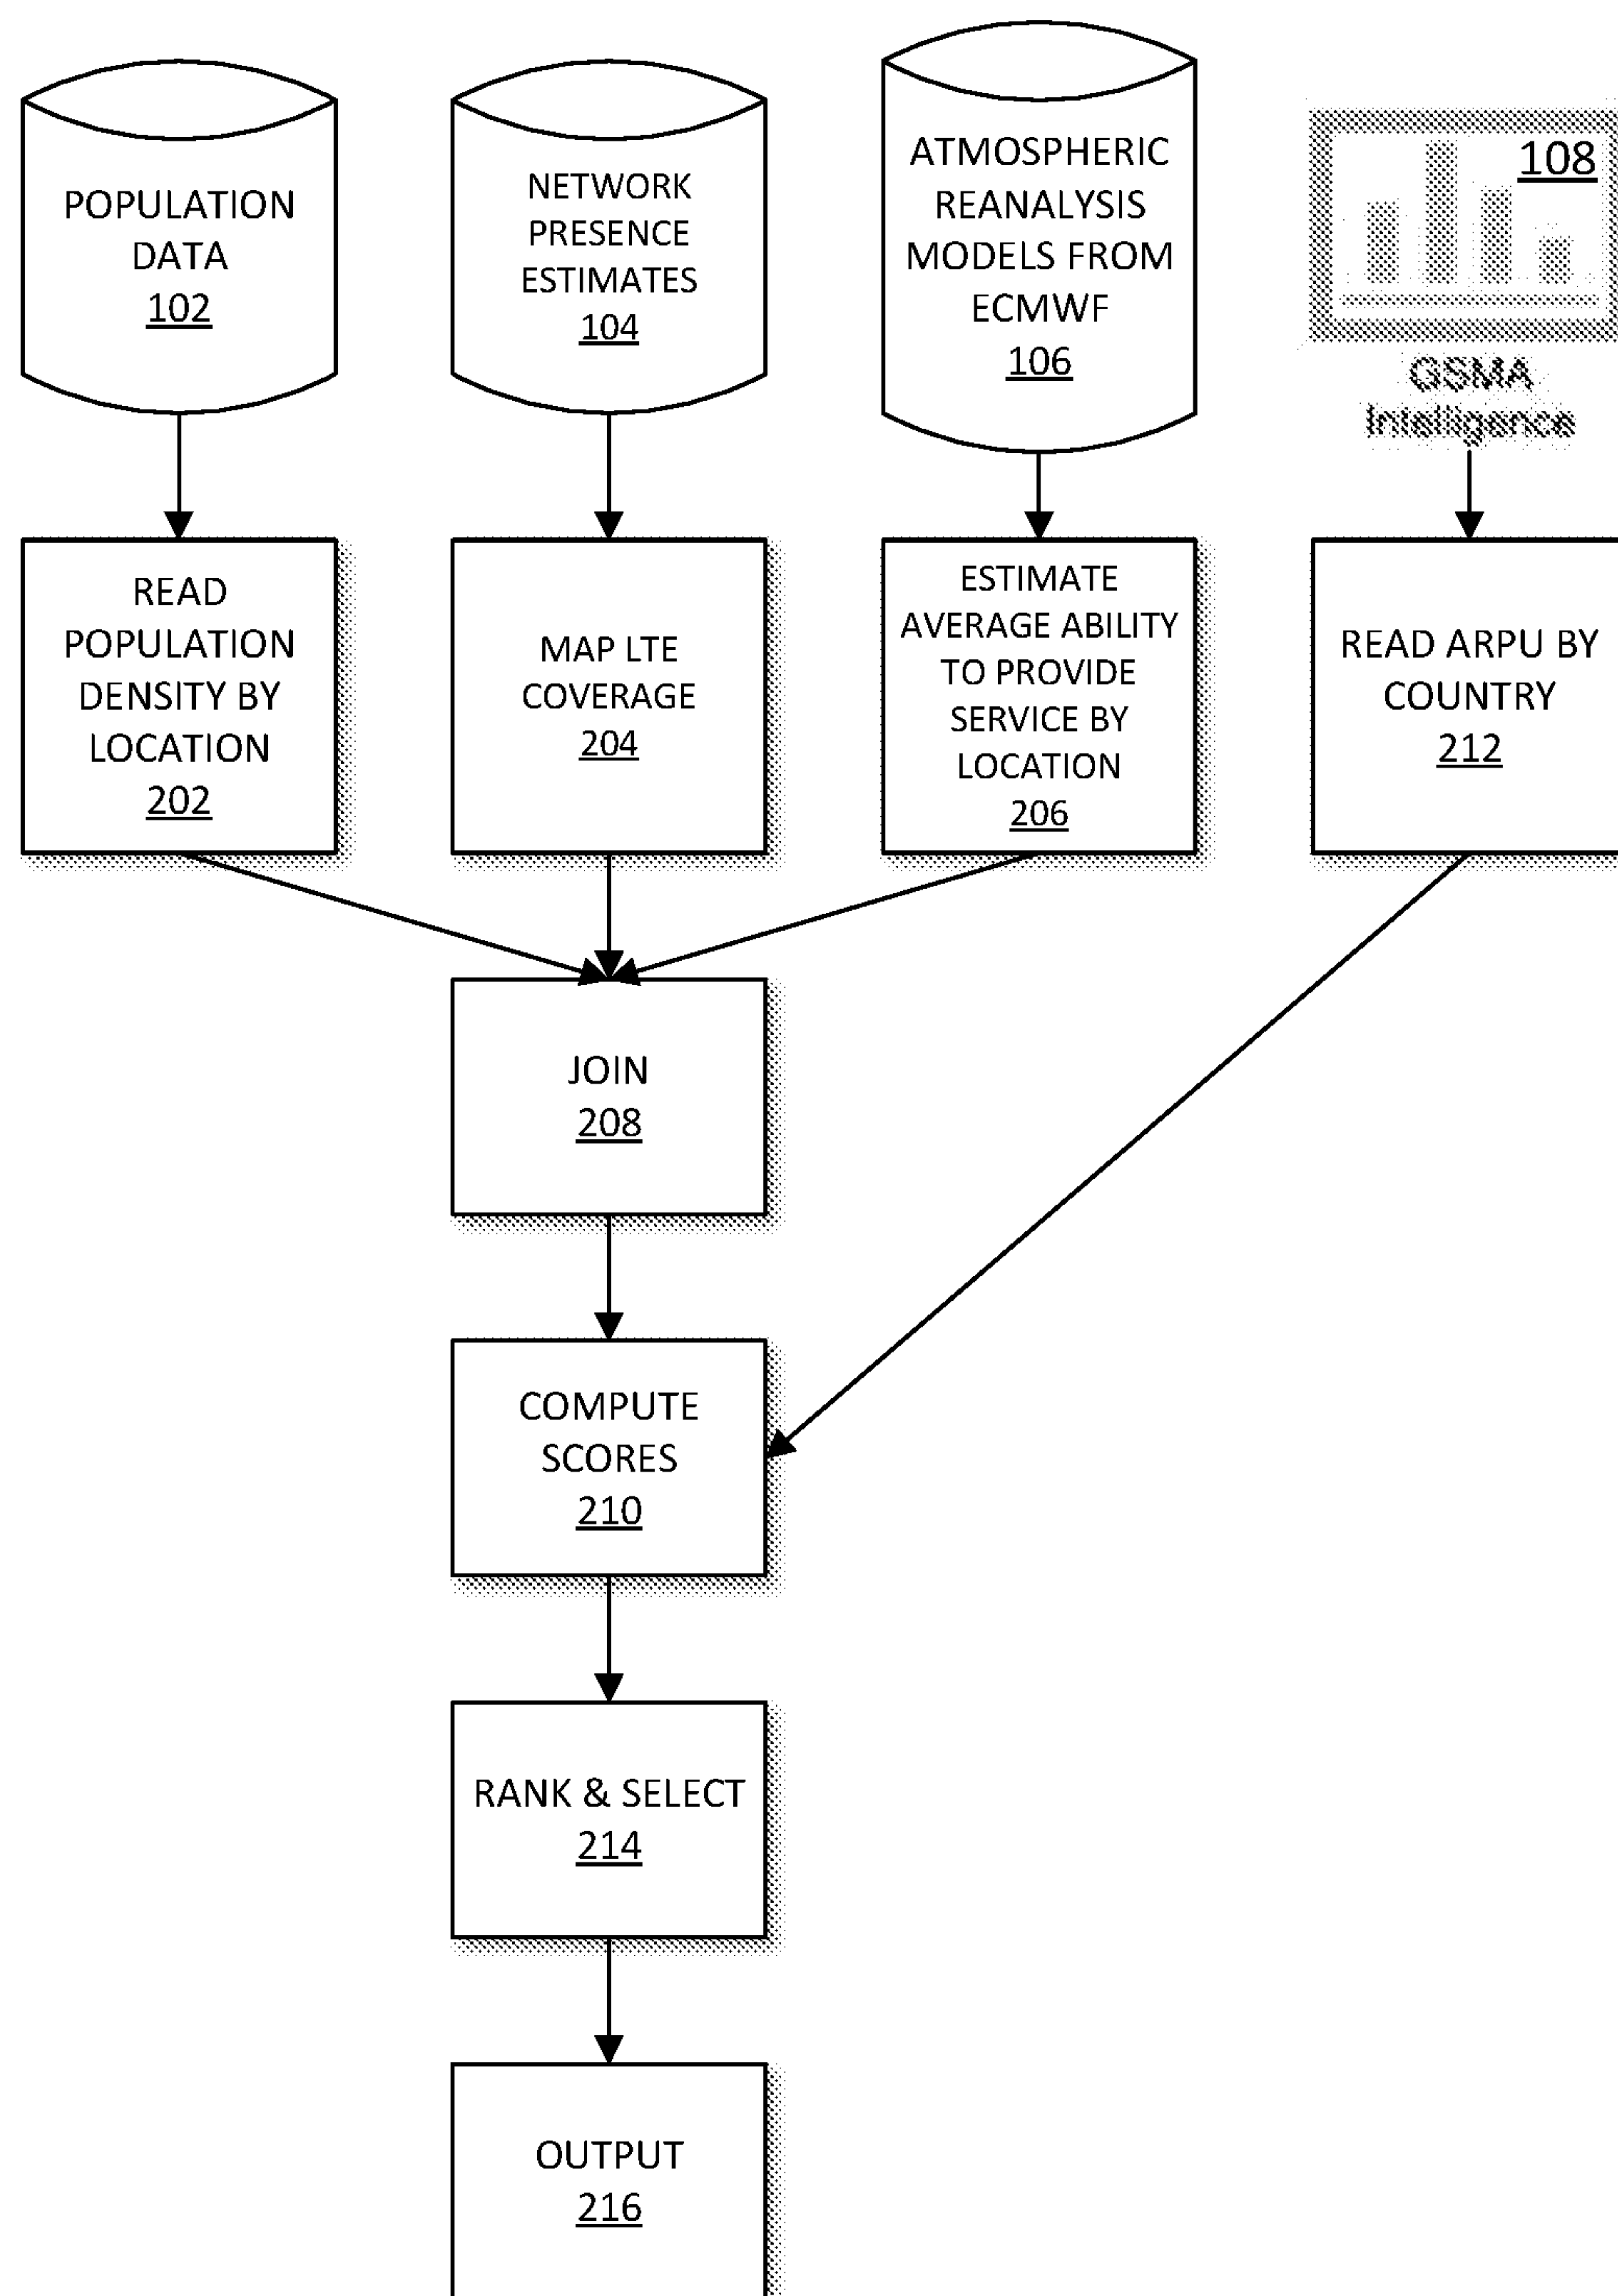 POPULATION
DATA
102
NETWORK
PRESENCE
ESTIMATES
104
ATMOSPHERIC
REANALYSIS
MODELS FROM
ECMWF
106
108
GSMA
Intelligence
READ
POPULATION
DENSITY BY
LOCATION
202
MAP LTE
COVERAGE
204
ESTIMATE
AVERAGE ABILITY
TO PROVIDE
SERVICE BY
LOCATION
206
READ ARPU BY
COUNTRY
212
JOIN
208
COMPUTE
SCORES
210
RANK & SELECT
214
OUTPUT
216